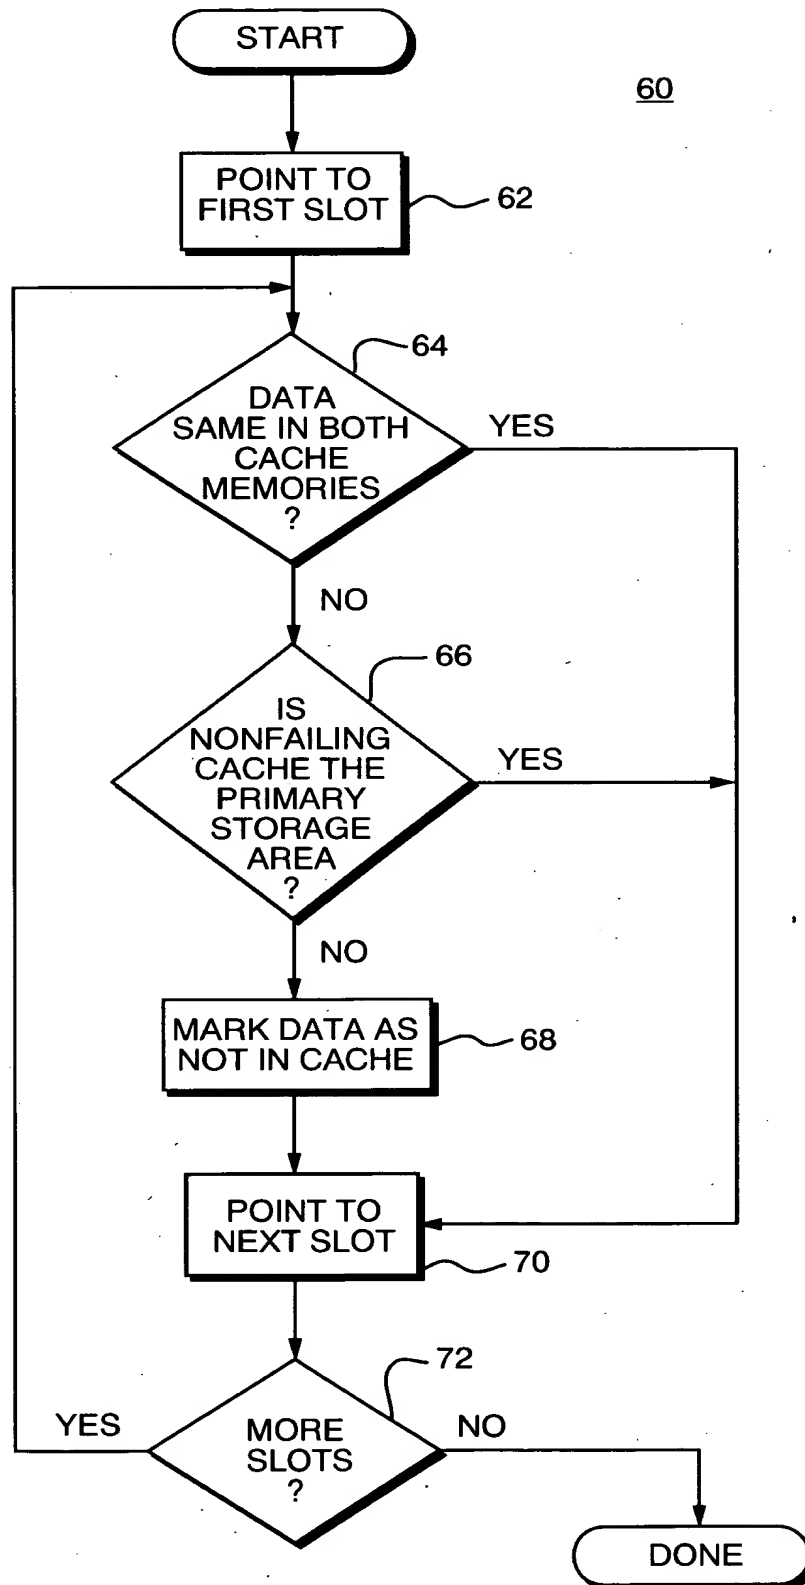 START
60
POINT TO
FIRST SLOT
62
64
DATA
SAME IN BOTH
CACHE
MEMORIES
?
YES
NO
66
IS
NONFAILING
CACHE THE
PRIMARY
STORAGE
AREA
?
YES
NO
MARK DATA AS
NOT IN CACHE
68
POINT TO
NEXT SLOT
70
72
YES
MORE
SLOTS
?
NO
DONE